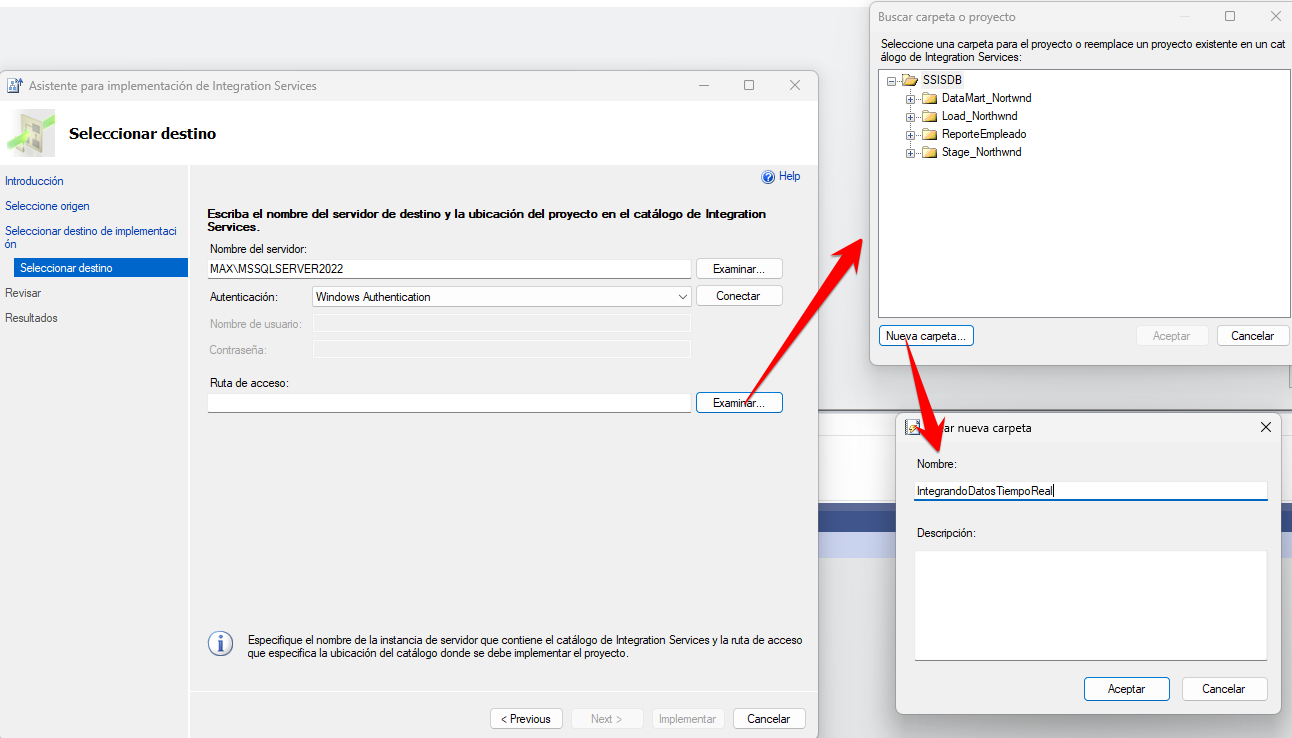 Asistente para implementación de Integration Services
Seleccionar destino
Introducción
Seleccione origen
Seleccionar destino de implementaci
ón
Seleccionar destino
Revisar
Resultados
Help
Escriba el nombre del servidor de destino y la ubicación del proyecto en el catálogo de Integration
Services.
Nombre del servidor:
MAX\MSSQLSERVER2022
Examinar...
Autenticación:
Windows Authentication
Conectar
Nombre de usuario:
Contraseña:
Ruta de acceso:
Examinar...
Especifique el nombre de la instancia de servidor que contiene el catálogo de Integration Services y la ruta de acceso
que especifica la ubicación del catálogo donde se debe implementar el proyecto.
< Previous
Next >
Implementar
Cancelar
Buscar carpeta o proyecto
Seleccione una carpeta para el proyecto o reemplace un proyecto existente en un cat
álogo de Integration Services:
SSISDB
DataMart_Nortwnd
Load_Northwnd
ReporteEmpleado
Stage_Northwnd
Nueva carpeta...
Aceptar
Cancelar
ar nueva carpeta
Nombre:
IntegrandoDatosTiempoReal
Descripción:
Aceptar
Cancelar